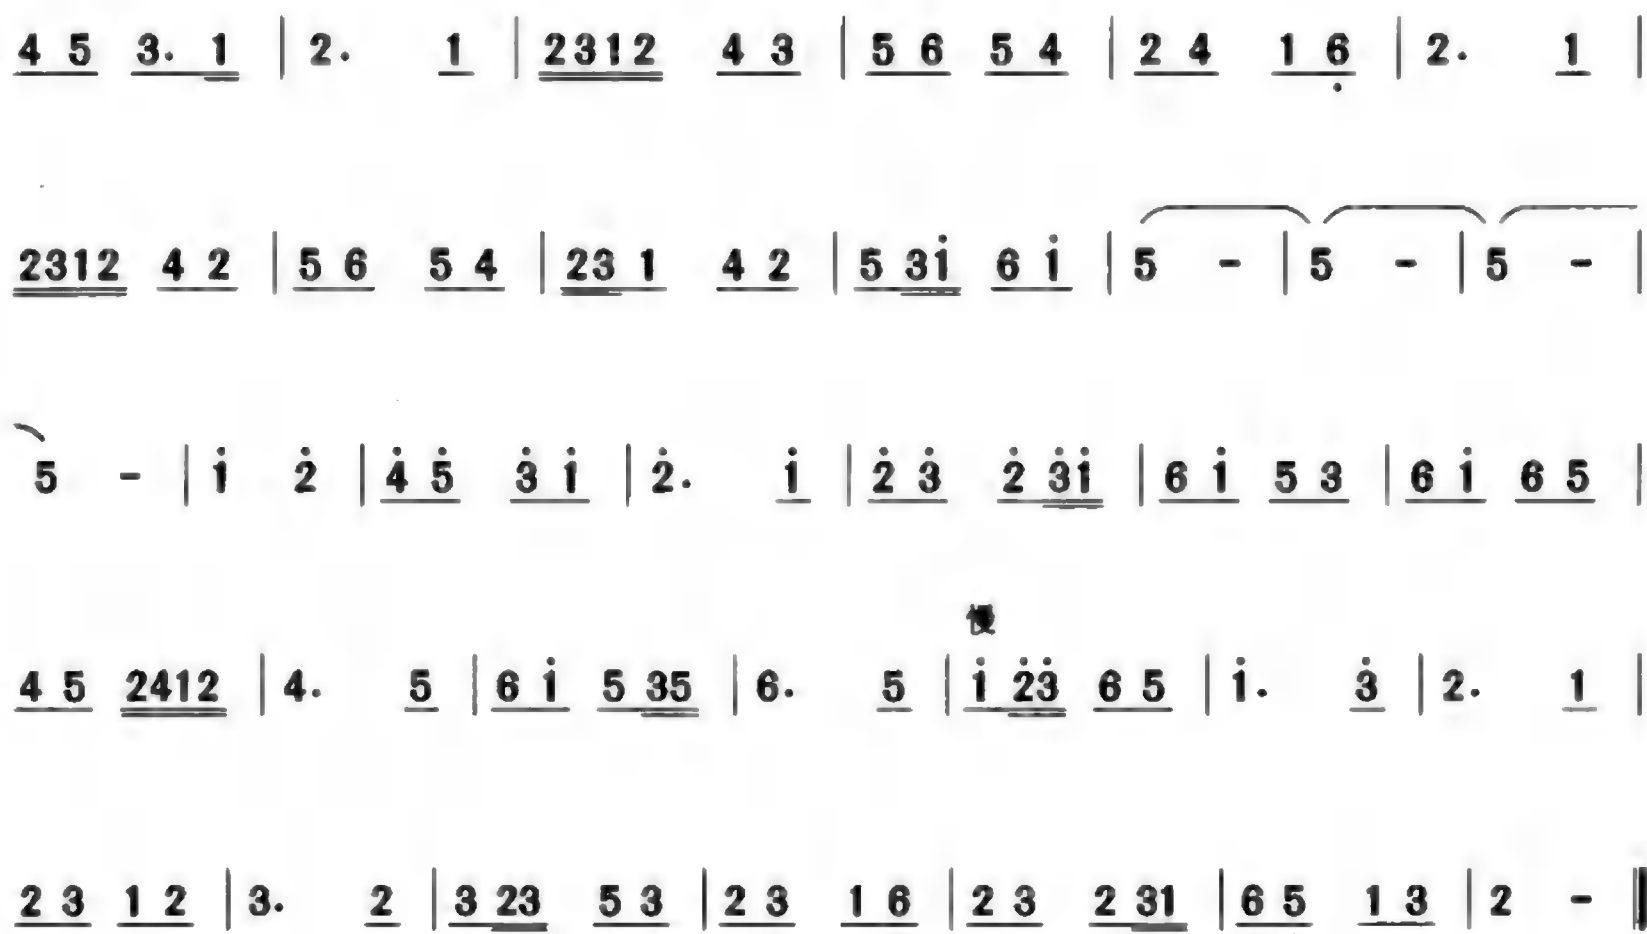 4 5 3. 1 | 2. 1 | 2312 4 3 | 5 6 5 4 | 2 4 1 6̣ | 2. 1 |
2312 4 2 | 5 6 5 4 | 23 1 4 2 | 5 3i̇ 6 i̇ | 5 - | 5 - | 5 - |
5 - | i̇ 2̇ | 4̇ 5̇ 3̇ i̇ | 2̇. i̇ | 2̇ 3̇ 2̇ 3̇i̇ | 6 i̇ 5 3 | 6 i̇ 6 5 |
慢
4 5 2412 | 4. 5 | 6 i̇ 5 35 | 6. 5 | i̇ 2̇3̇ 6 5 | i̇. 3̇ | 2. 1 |
2 3 1 2 | 3. 2 | 3 23 5 3 | 2 3 1 6 | 2 3 2 31 | 6 5 1 3 | 2 - ‖